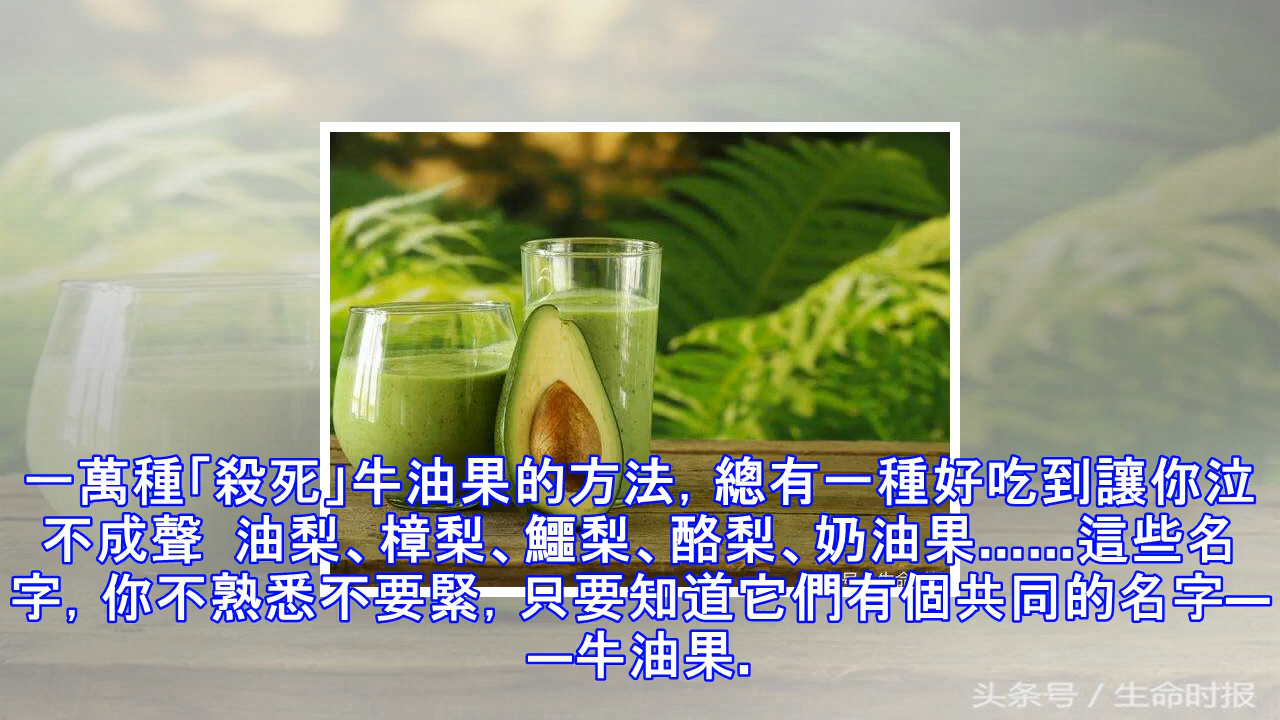 一萬種「殺死」牛油果的方法, 總有一種好吃到讓你泣
不成聲 油梨、樟梨、鱷梨、酪梨、奶油果......這些名
字, 你不熟悉不要緊, 只要知道它們有個共同的名字—
—牛油果.
头条号 / 生命时报